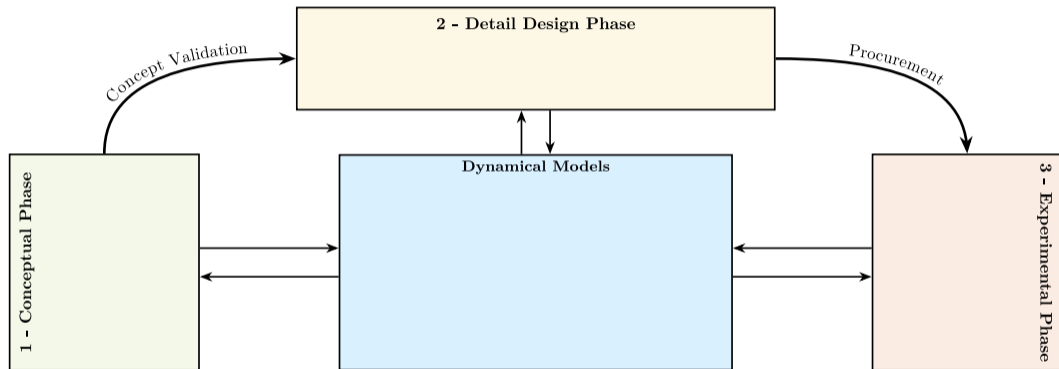 2 - Detail Design Phase
Concept Validation
Procurement
Dynamical Models
1 - Conceptual Phase
3 - Experimental Phase